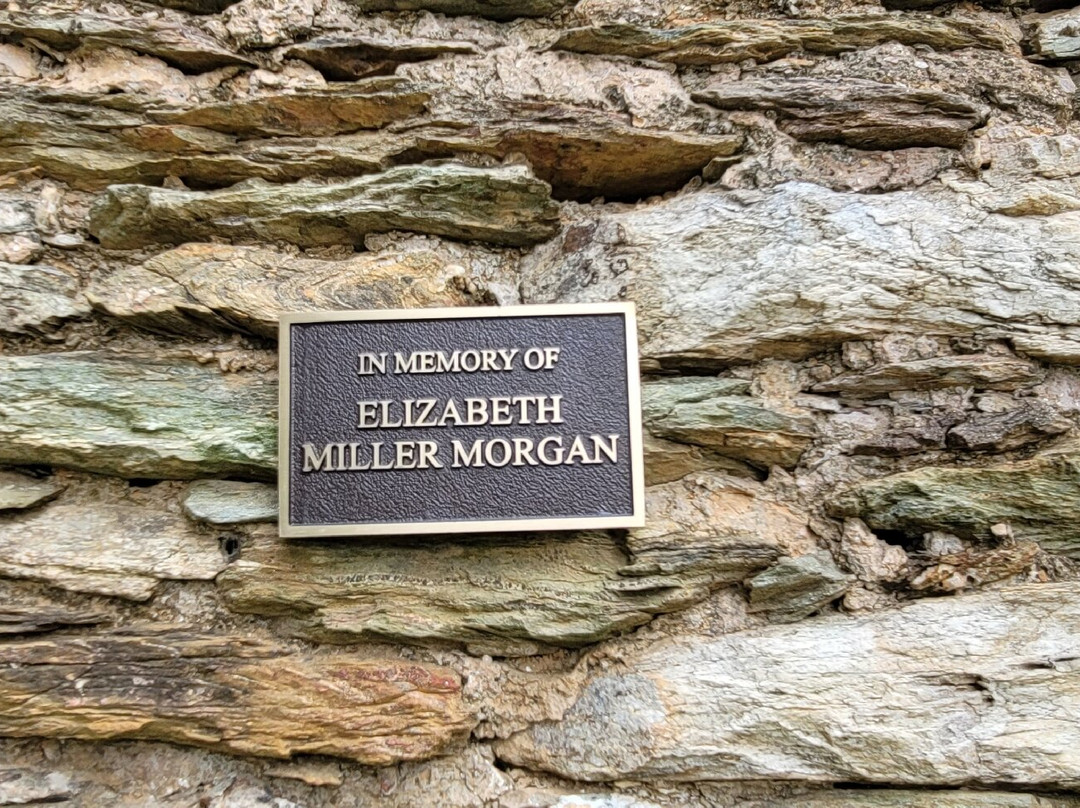 IN MEMORY OF
ELIZABETH
MILLER MORGAN